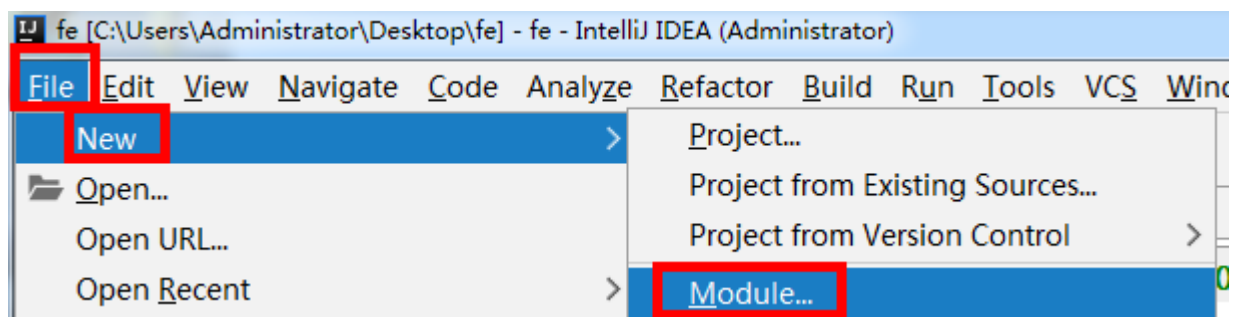 fe [C:\Users\Administrator\Desktop\fe] - fe - IntelliJ IDEA (Administrator)
File Edit View Navigate Code Analyze Refactor Build Run Tools VCS Wind
New > Project...
Open... Project from Existing Sources...
Open URL... Project from Version Control >
Open Recent > Module...